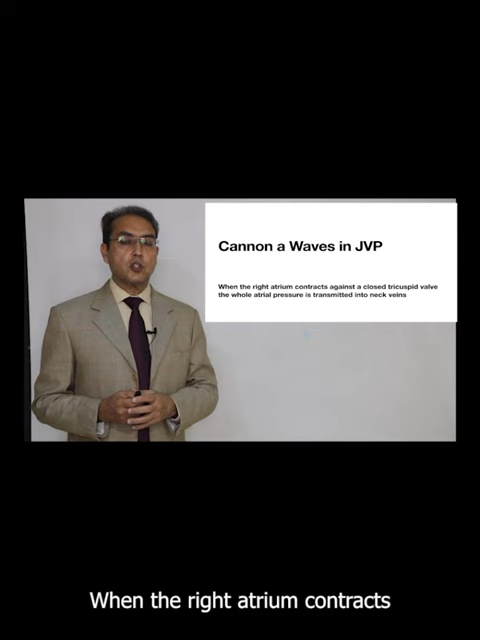 Cannon a Waves in JVP
When the right atrium contracts against a closed tricuspid valve
the whole atrial pressure is transmitted into neck veins
When the right atrium contracts